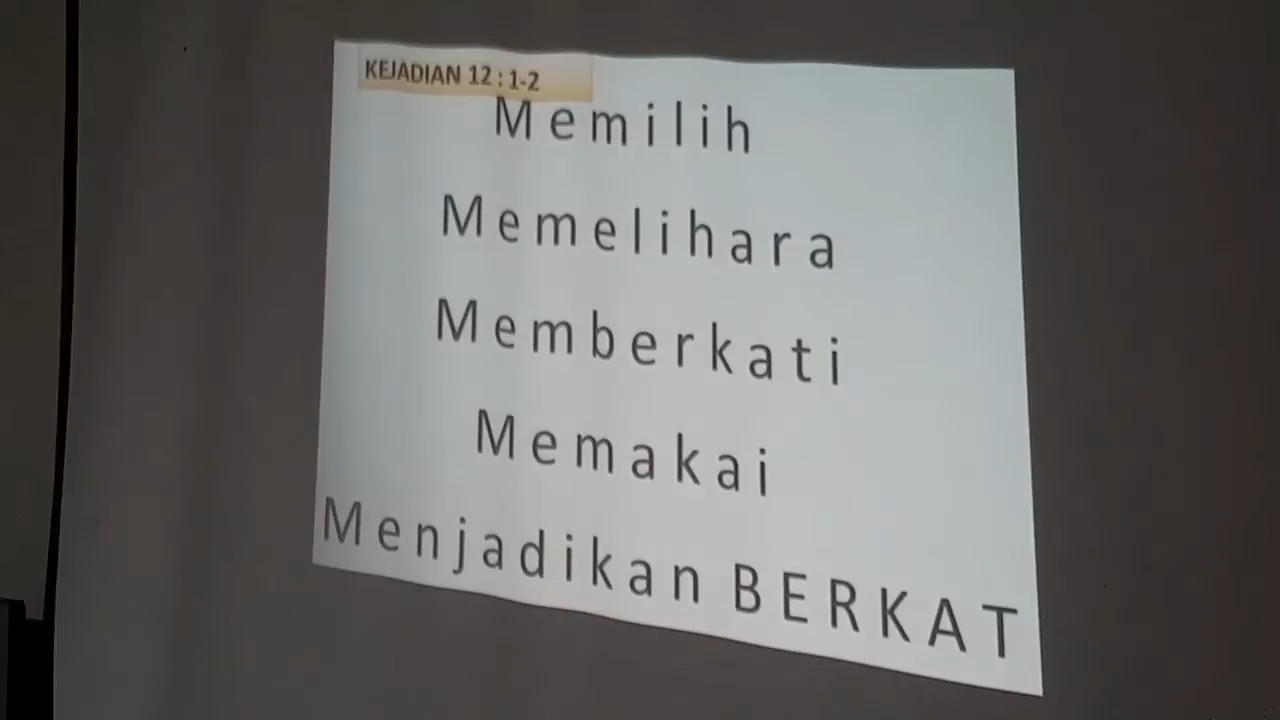 KEJADIAN 12 : 1-2
Memilih
Memelihara
Memberkati
Memakai
Menjadikan BERKAT